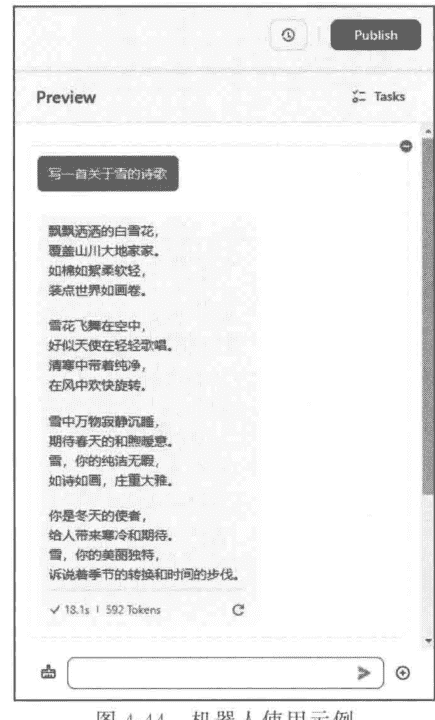 Publish
Preview
Tasks
写一首关于雪的诗歌
飘飘洒洒的白雪花，
覆盖山川大地家家。
如棉如絮柔软轻，
装点世界如画卷。
雪花飞舞在空中，
好似天使在轻轻歌唱。
清寒中带着纯净，
在风中欢快旋转。
雪中万物寂静沉睡，
期待春天的和煦暖意。
雪，你的纯洁无暇，
如诗如画，庄重大雅。
你是冬天的使者，
给人带来寒冷和期待。
雪，你的美丽独特，
诉说着季节的转换和时间的步伐。
18.1s | 592 Tokens
图 4-44 机器人使用示例